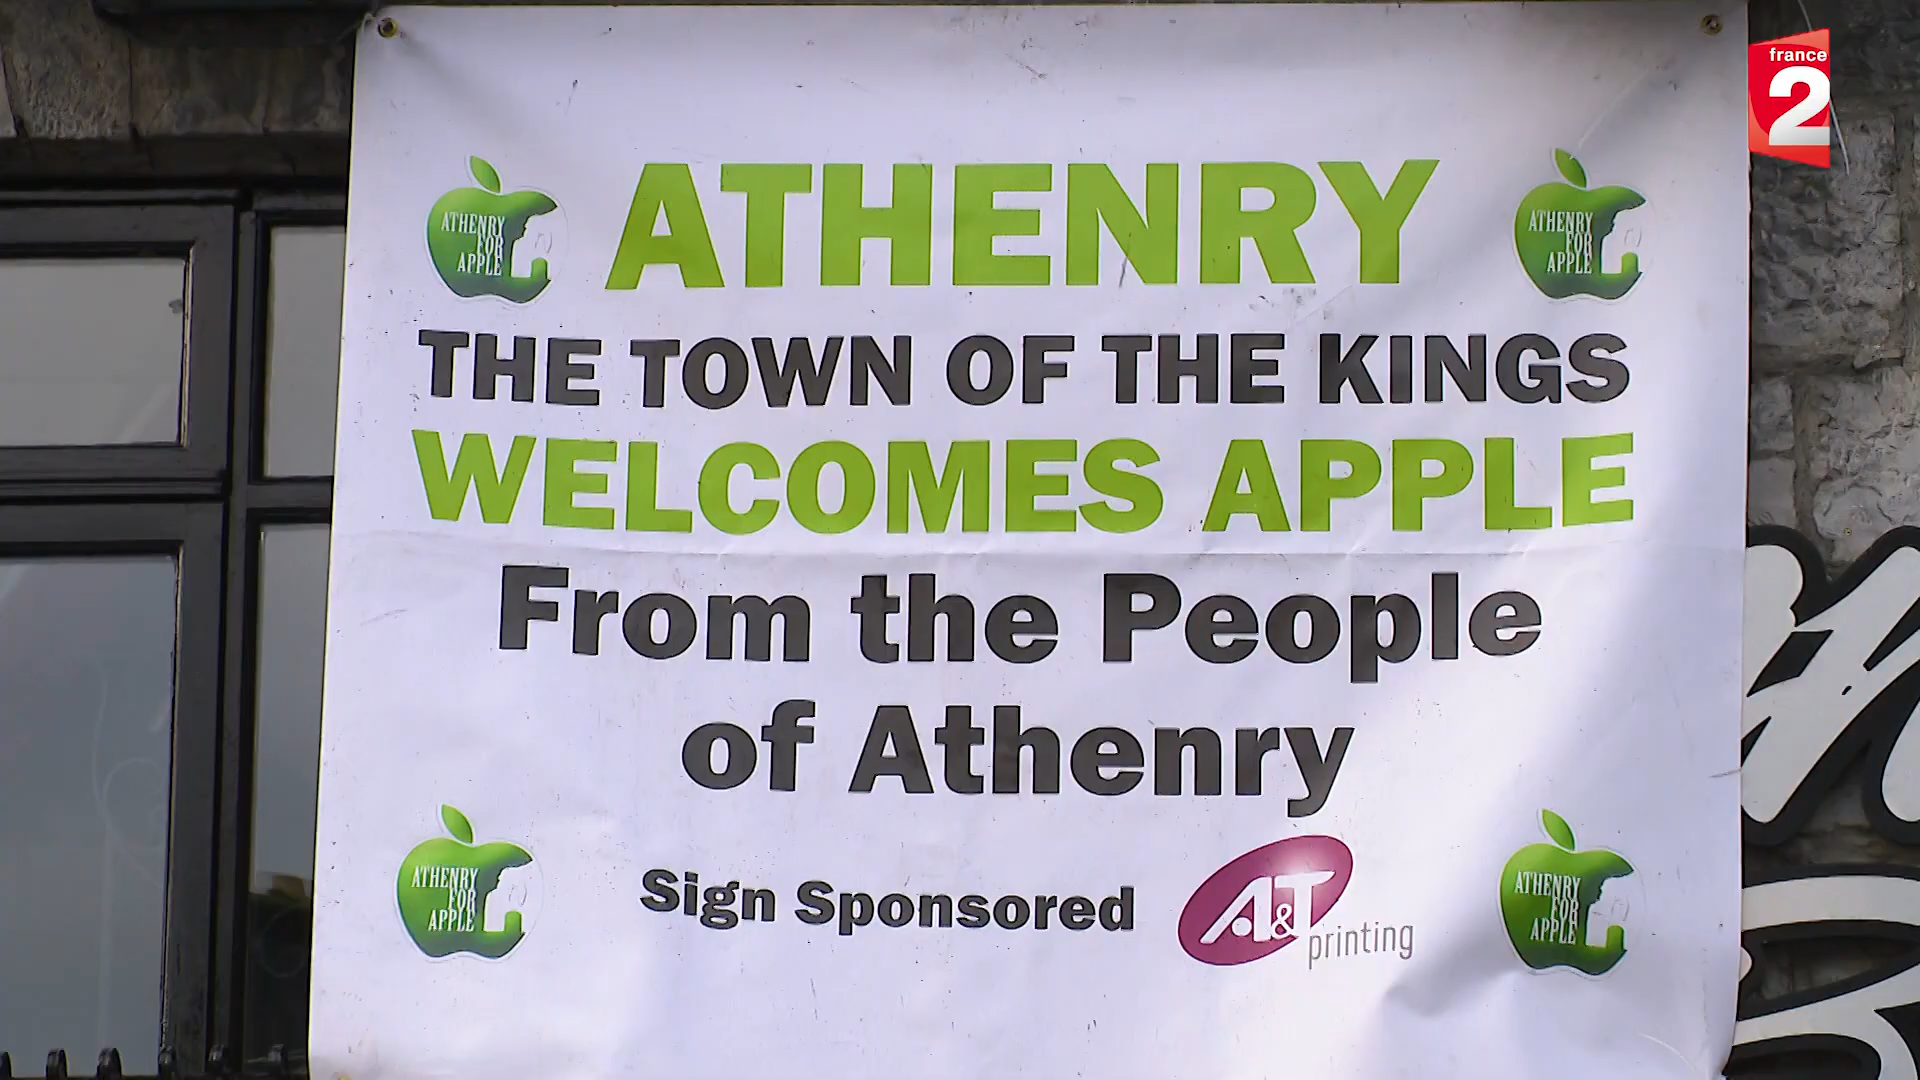 france
2
ATHENRY
ATHENRY
FOR
APPLE
ATHENRY
FOR
APPLE
THE TOWN OF THE KINGS
WELCOMES APPLE
From the People
of Athenry
ATHENRY
FOR
APPLE
Sign Sponsored
A&T
printing
ATHENRY
FOR
APPLE